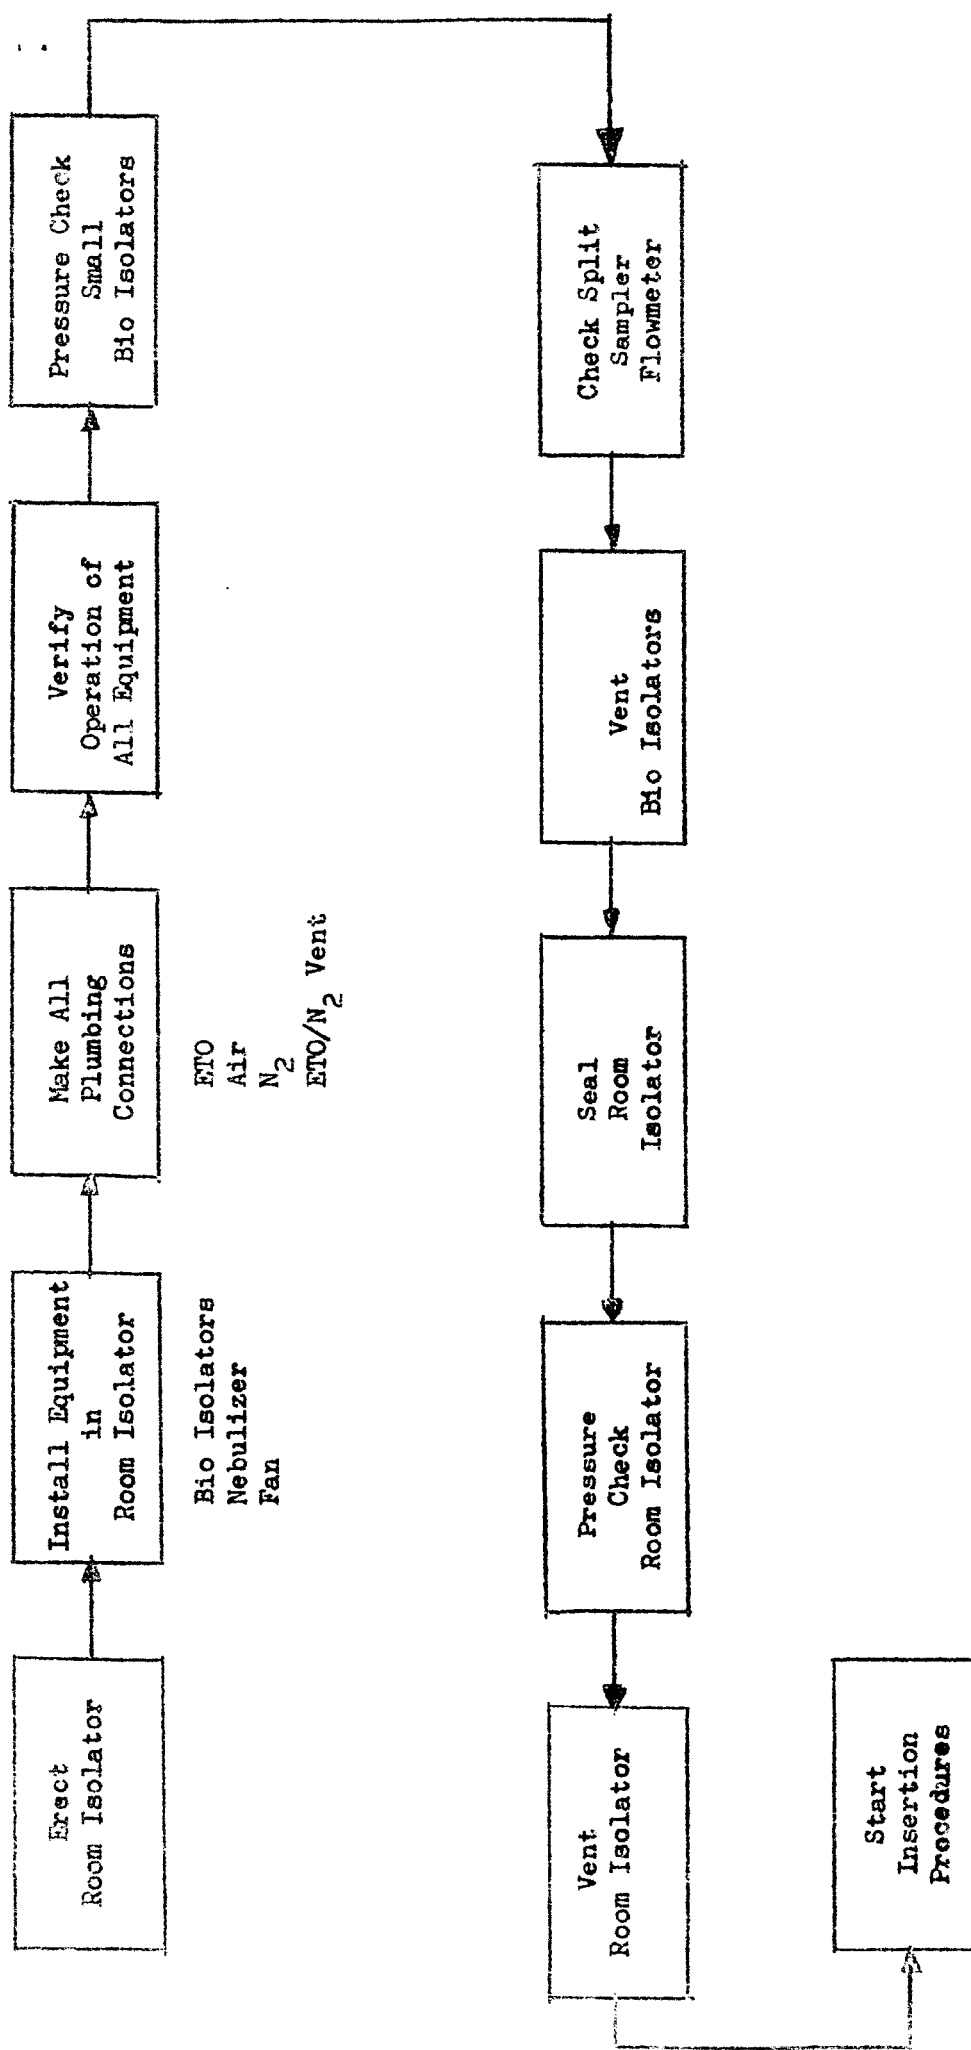 Erect
Room Isolator
Install Equipment
in
Room Isolator
Bio Isolators
Nebulizer
Fan
Make All
Plumbing
Connections
ETO
Air
N2
ETO/N2 Vent
Verify
Operation of
All Equipment
Pressure Check
Small
Bio Isolators
Check Split
Sampler
Flowmeter
Vent
Bio Isolators
Seal
Room
Isolator
Pressure
Check
Room Isolator
Vent
Room Isolator
Start
Insertion
Procedures